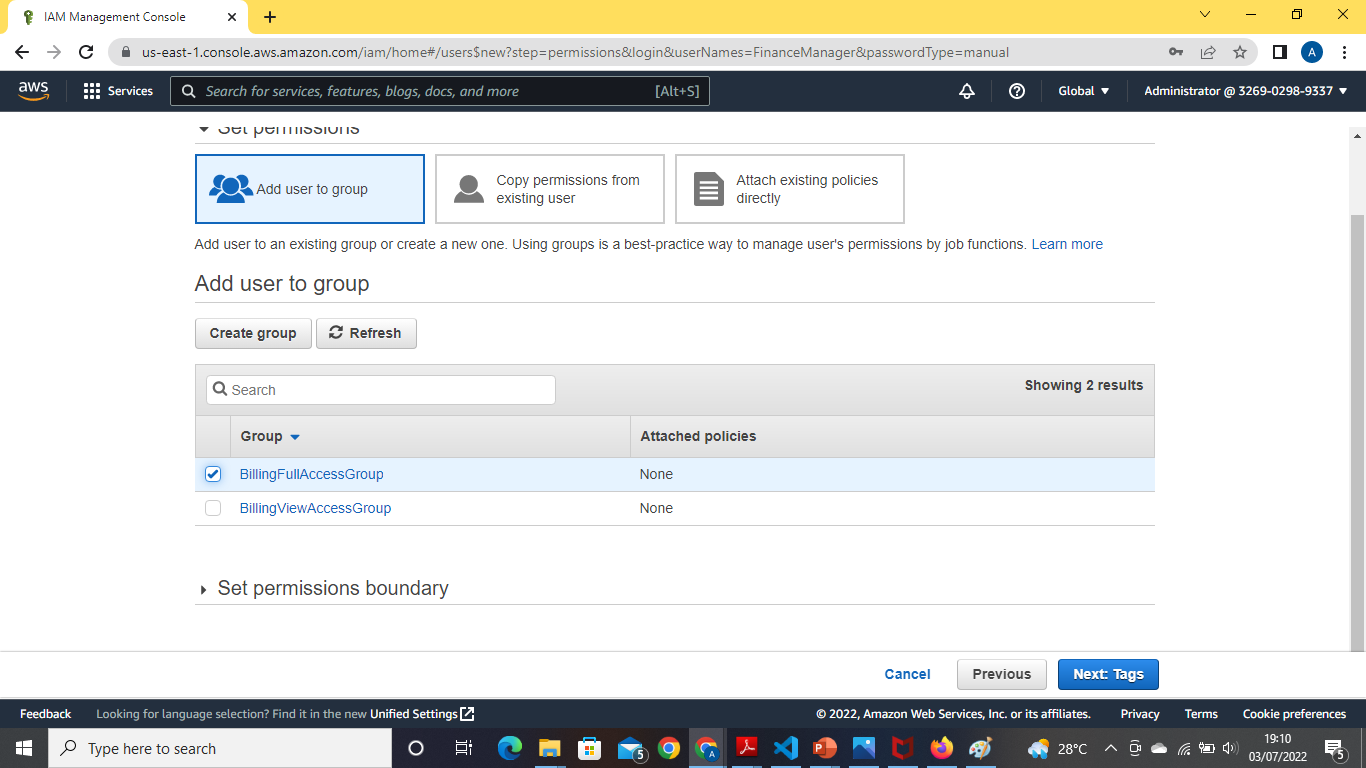 IAM Management Console
us-east-1.console.aws.amazon.com/iam/home#/users$new?step=permissions&login&userNames=FinanceManager&passwordType=manual
A
aws
Services
Search for services, features, blogs, docs, and more
[Alt+S]
Global
Administrator @ 3269-0298-9337
Set permissions
Add user to group
Copy permissions from
existing user
Attach existing policies
directly
Add user to an existing group or create a new one. Using groups is a best-practice way to manage user's permissions by job functions. Learn more
Add user to group
Create group
Refresh
Search
Showing 2 results
Group
Attached policies
BillingFullAccessGroup
None
BillingViewAccessGroup
None
Set permissions boundary
Cancel
Previous
Next: Tags
Feedback
Looking for language selection? Find it in the new Unified Settings
© 2022, Amazon Web Services, Inc. or its affiliates.
Privacy
Terms
Cookie preferences
Type here to search
5
28°C
19:10
03/07/2022
5